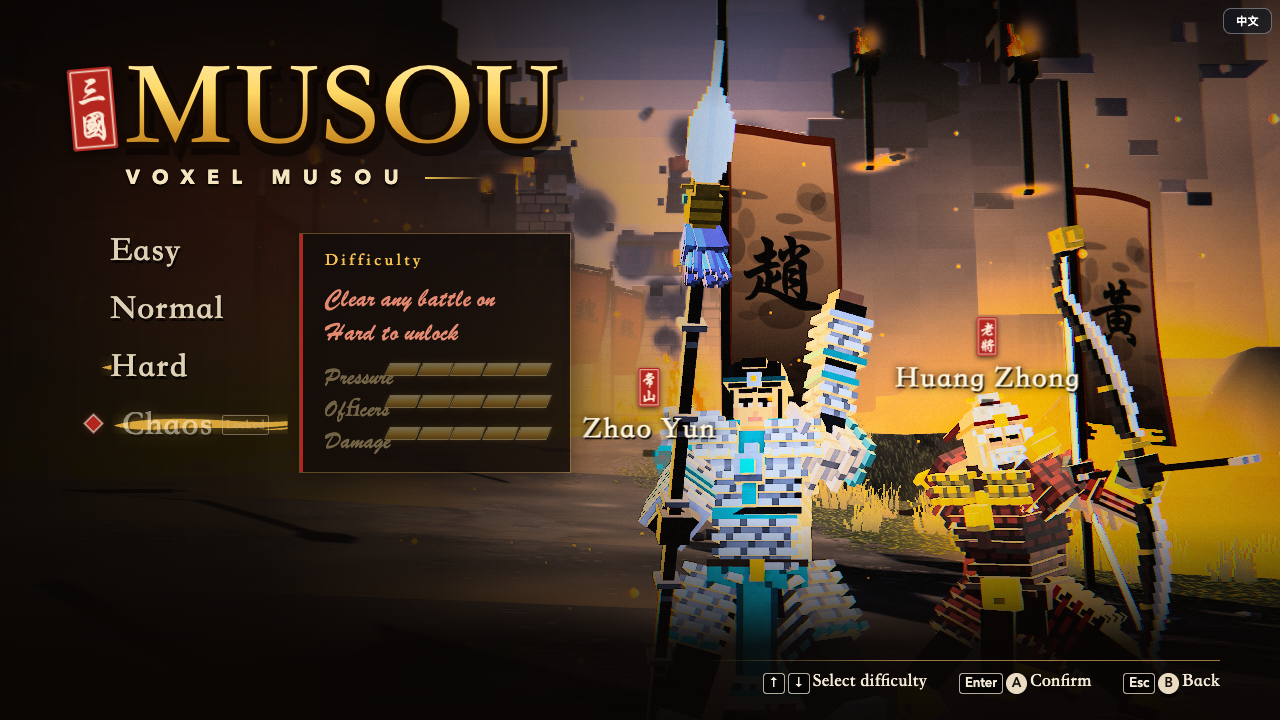 中文
三國
MUSOU
VOXEL MUSOU
Easy
Normal
Hard
Chaos
Difficulty
Clear any battle on
Hard to unlock
Pressure
Officers
Damage
趙
黃
常山
Zhao Yun
老將
Huang Zhong
↑ ↓ Select difficulty
Enter A Confirm
Esc B Back